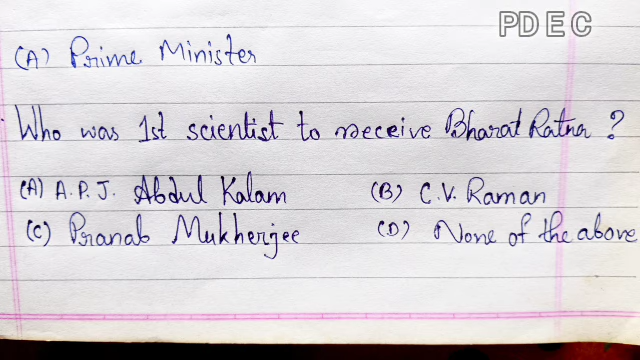 PDEC
(A) Prime Minister
Who was 1st scientist to receive Bharat Ratna ?
(A) A.P.J. Abdul Kalam (B) C.V. Raman
(C) Pranab Mukherjee (D) None of the above